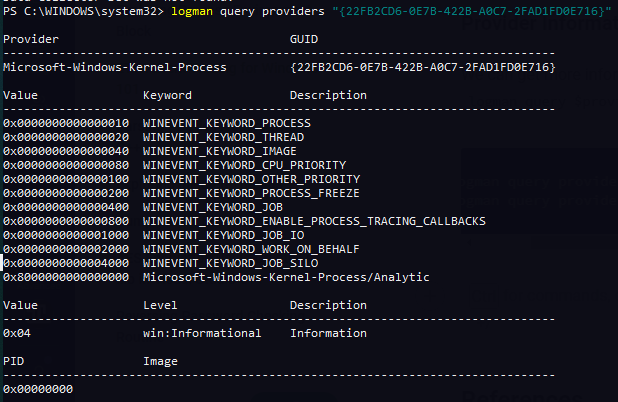 PS C:\WINDOWS\system32> logman query providers "{22FB2CD6-0E7B-422B-A0C7-2FAD1FD0E716}"
Provider GUID
-------------------------------------------------------------------------------
Microsoft-Windows-Kernel-Process {22FB2CD6-0E7B-422B-A0C7-2FAD1FD0E716}
Value Keyword Description
-------------------------------------------------------------------------------
0x0000000000000010 WINEVENT_KEYWORD_PROCESS
0x0000000000000020 WINEVENT_KEYWORD_THREAD
0x0000000000000040 WINEVENT_KEYWORD_IMAGE
0x0000000000000080 WINEVENT_KEYWORD_CPU_PRIORITY
0x0000000000000100 WINEVENT_KEYWORD_OTHER_PRIORITY
0x0000000000000200 WINEVENT_KEYWORD_PROCESS_FREEZE
0x0000000000000400 WINEVENT_KEYWORD_JOB
0x0000000000000800 WINEVENT_KEYWORD_ENABLE_PROCESS_TRACING_CALLBACKS
0x0000000000001000 WINEVENT_KEYWORD_JOB_IO
0x0000000000002000 WINEVENT_KEYWORD_WORK_ON_BEHALF
0x0000000000004000 WINEVENT_KEYWORD_JOB_SILO
0x8000000000000000 Microsoft-Windows-Kernel-Process/Analytic
Value Level Description
-------------------------------------------------------------------------------
0x04 win:Informational Information
PID Image
-------------------------------------------------------------------------------
0x00000000